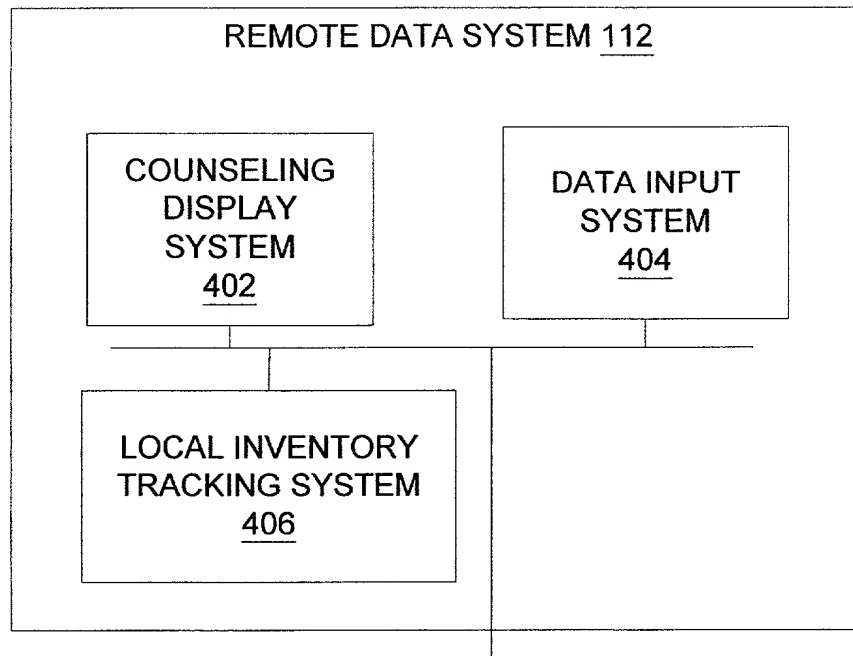 REMOTE DATA SYSTEM 112
COUNSELING
DISPLAY
SYSTEM
402
DATA INPUT
SYSTEM
404
LOCAL INVENTORY
TRACKING SYSTEM
406